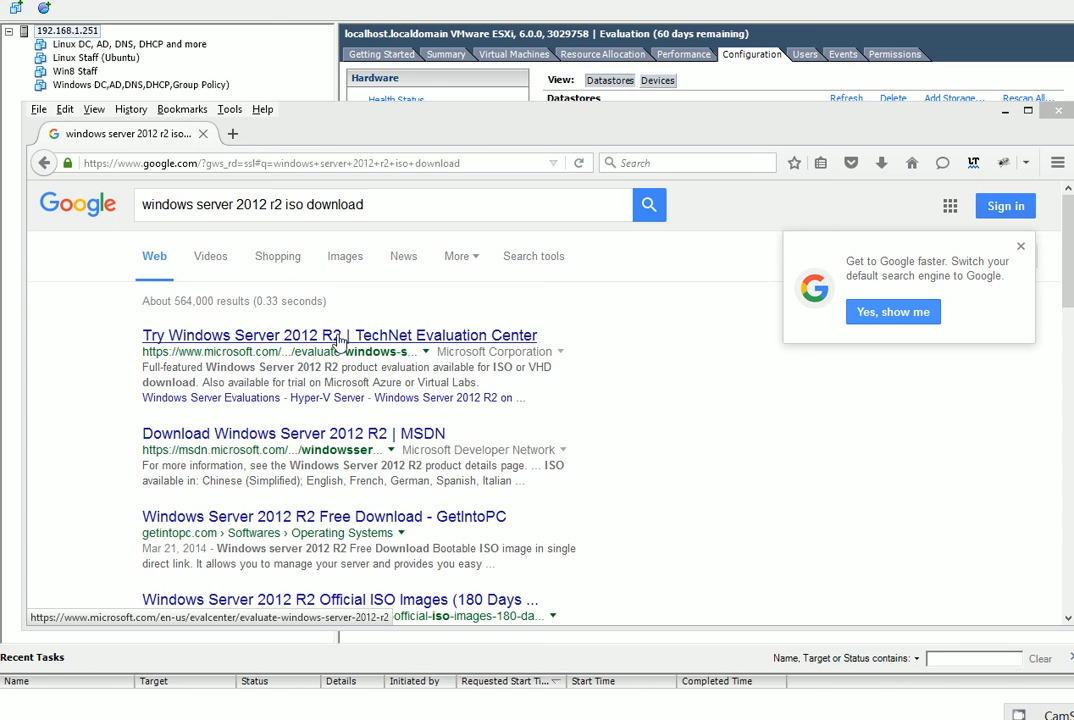 192.168.1.251
Linux DC, AD, DNS, DHCP and more
Linux Staff (Ubuntu)
Win8 Staff
Windows DC,AD,DNS,DHCP,Group Policy)
localhost.localdomain VMware ESXi, 6.0.0, 3029758 | Evaluation (60 days remaining)
Getting Started Summary Virtual Machines Resource Allocation Performance Configuration Users Events Permissions
Hardware
View: Datastores Devices
Health Status
Datastores
Refresh Delete Add Storage... Rescan All...
File Edit View History Bookmarks Tools Help
windows server 2012 r2 iso...
https://www.google.com/?gws_rd=ssl#q=windows+server+2012+r2+iso+download
Search
Google
windows server 2012 r2 iso download
Sign in
Web Videos Shopping Images News More Search tools
Get to Google faster. Switch your
default search engine to Google.
Yes, show me
About 564,000 results (0.33 seconds)
Try Windows Server 2012 R2 | TechNet Evaluation Center
https://www.microsoft.com/.../evaluate-windows-s... Microsoft Corporation
Full-featured Windows Server 2012 R2 product evaluation available for ISO or VHD
download. Also available for trial on Microsoft Azure or Virtual Labs.
Windows Server Evaluations - Hyper-V Server - Windows Server 2012 R2 on ...
Download Windows Server 2012 R2 | MSDN
https://msdn.microsoft.com/.../windowsser... Microsoft Developer Network
For more information, see the Windows Server 2012 R2 product details page. ... ISO
available in: Chinese (Simplified); English, French, German, Spanish, Italian ...
Windows Server 2012 R2 Free Download - GetIntoPC
getintopc.com › Softwares › Operating Systems
Mar 21, 2014 - Windows server 2012 R2 Free Download Bootable ISO image in single
direct link. It allows you to manage your server and provides you easy ...
Windows Server 2012 R2 Official ISO Images (180 Days ...
https://www.microsoft.com/en-us/evalcenter/evaluate-windows-server-2012-r2 official-iso-images-180-da...
Recent Tasks
Name, Target or Status contains:
Clear
Name Target Status Details Initiated by Requested Start Ti... Start Time Completed Time
CamS